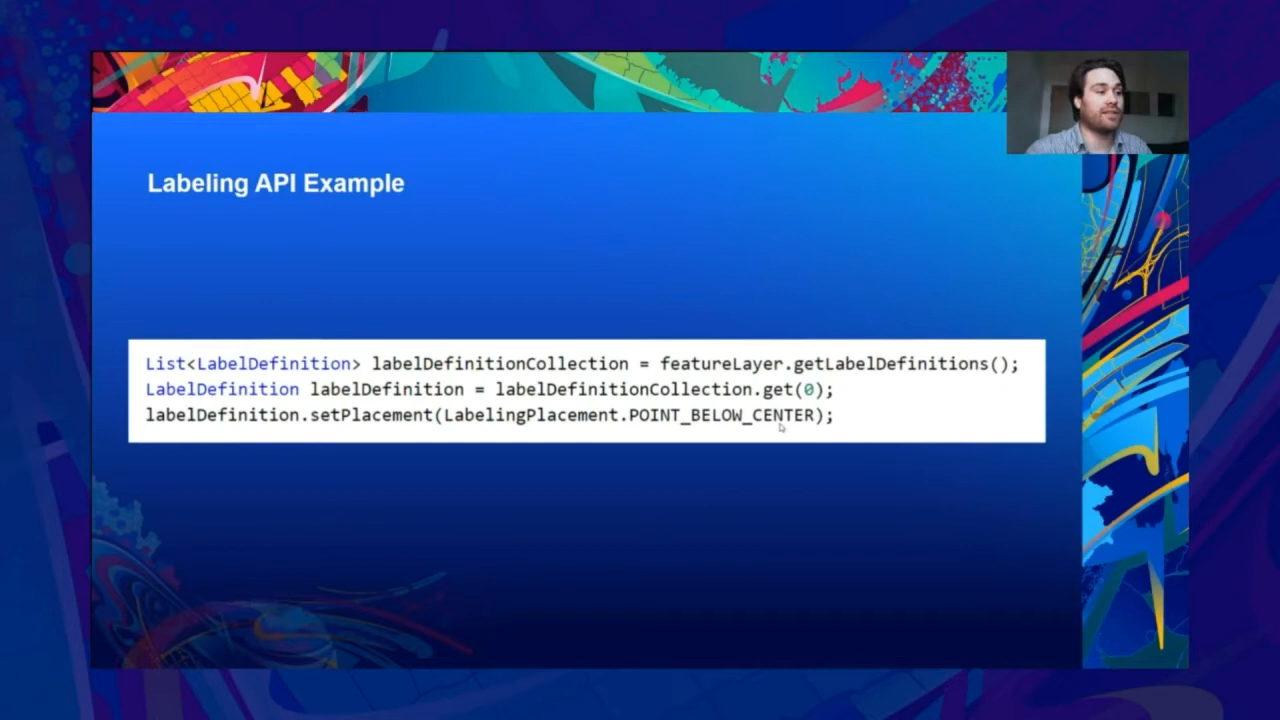 Labeling API Example
List<LabelDefinition> labelDefinitionCollection = featureLayer.getLabelDefinitions();
LabelDefinition labelDefinition = labelDefinitionCollection.get(0);
labelDefinition.setPlacement(LabelingPlacement.POINT_BELOW_CENTER);